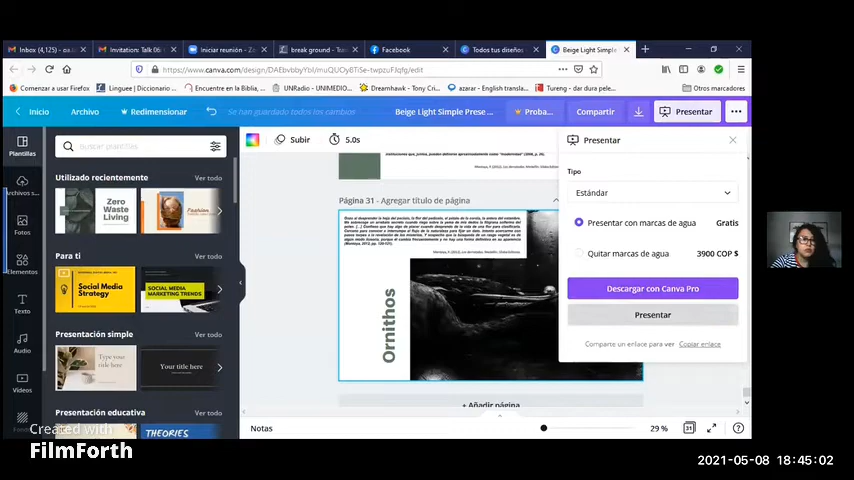 Inbox (4,125) -
Invitation: Talk 06
Iniciar reunión - Zo
break ground - Tea
Facebook
Todos tus diseños
Beige Light Simple
https://www.canva.com/design/
Comenzar a usar Firefox
Linguee | Diccionario ...
Encuentre en la Biblia, ...
UNRadio - UNIMEDIO...
Dreamhawk - Tony Cri...
azarar - English transla...
Tureng - dar dura pele...
Otros marcadores
Inicio
Archivo
Redimensionar
Se han guardado todos los cambios
Beige Light Simple Prese ...
Proba...
Compartir
Presentar
Plantillas
Archivos s...
Fotos
Elementos
Texto
Audio
Vídeos
buscar plantillas
Utilizado recientemente
Ver todo
Zero
Waste
Living
Fashion
Para ti
Ver todo
Social Media
Strategy
SOCIAL MEDIA
MARKETING TRENDS
Presentación simple
Ver todo
Type your
title here
Your title here
Presentación educativa
Ver todo
THEORIES
Subir
5.0s
Página 31 - Agregar título de página
Ornithos
+ Añadir página
Notas
29 %
31
Presentar
Tipo
Estándar
Presentar con marcas de agua
Gratis
Quitar marcas de agua
3900 COP $
Descargar con Canva Pro
Presentar
Comparte un enlace para ver
Copiar enlace
Created with
FilmForth
2021-05-08 18:45:02